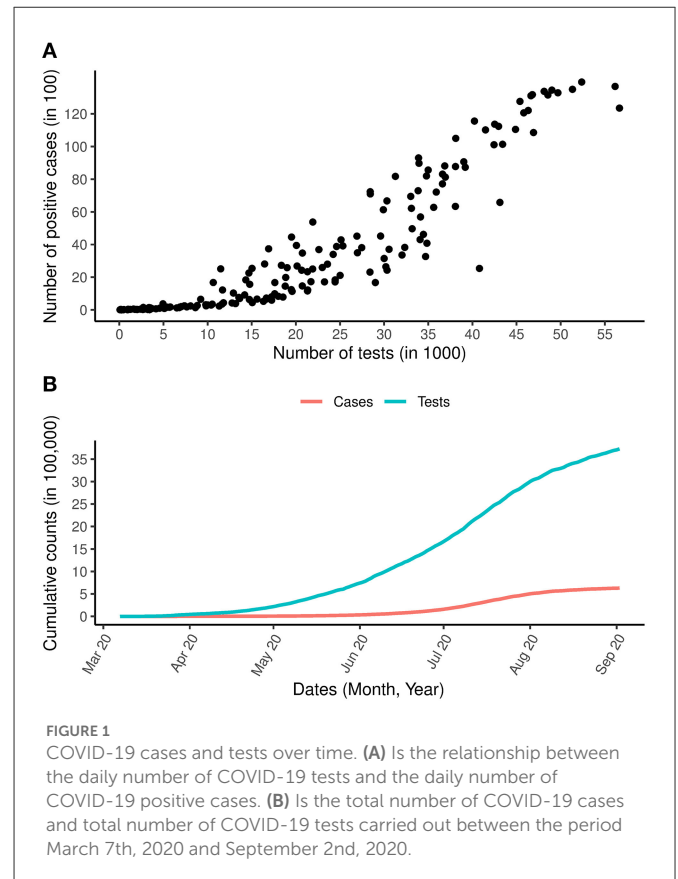 A
Number of positive cases (in 100)
120
100
80
60
40
20
0
0 5 10 15 20 25 30 35 40 45 50 55
Number of tests (in 1000)
B
Cases Tests
Cumulative counts (in 100,000)
35
30
25
20
15
10
5
0
Mar 20 Apr 20 May 20 Jun 20 Jul 20 Aug 20 Sep 20
Dates (Month, Year)
FIGURE 1
COVID-19 cases and tests over time. (A) Is the relationship between
the daily number of COVID-19 tests and the daily number of
COVID-19 positive cases. (B) Is the total number of COVID-19 cases
and total number of COVID-19 tests carried out between the period
March 7th, 2020 and September 2nd, 2020.